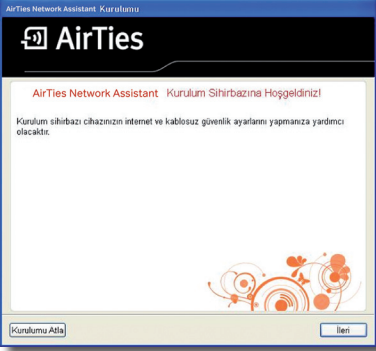 AirTies Network Assistant Kurulumu
AirTies
AirTies Network Assistant Kurulum Sihirbazına Hoşgeldiniz!
Kurulum sihirbazı cihazınızın internet ve kablosuz güvenlik ayarlarını yapmanıza yardımcı
olacaktır.
Kurulumu Atla
İleri